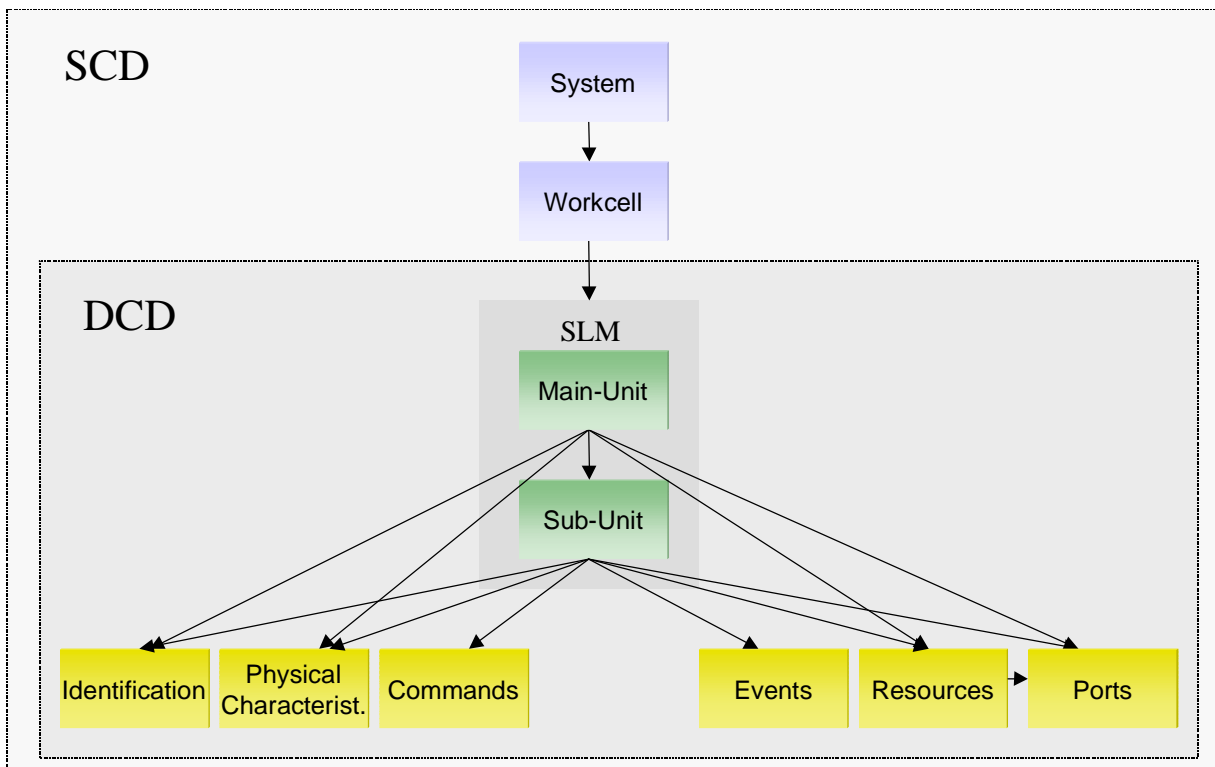 SCD
System
Workcell
DCD
SLM
Main-Unit
Sub-Unit
Identification
Physical
Characterist.
Commands
Events
Resources
Ports